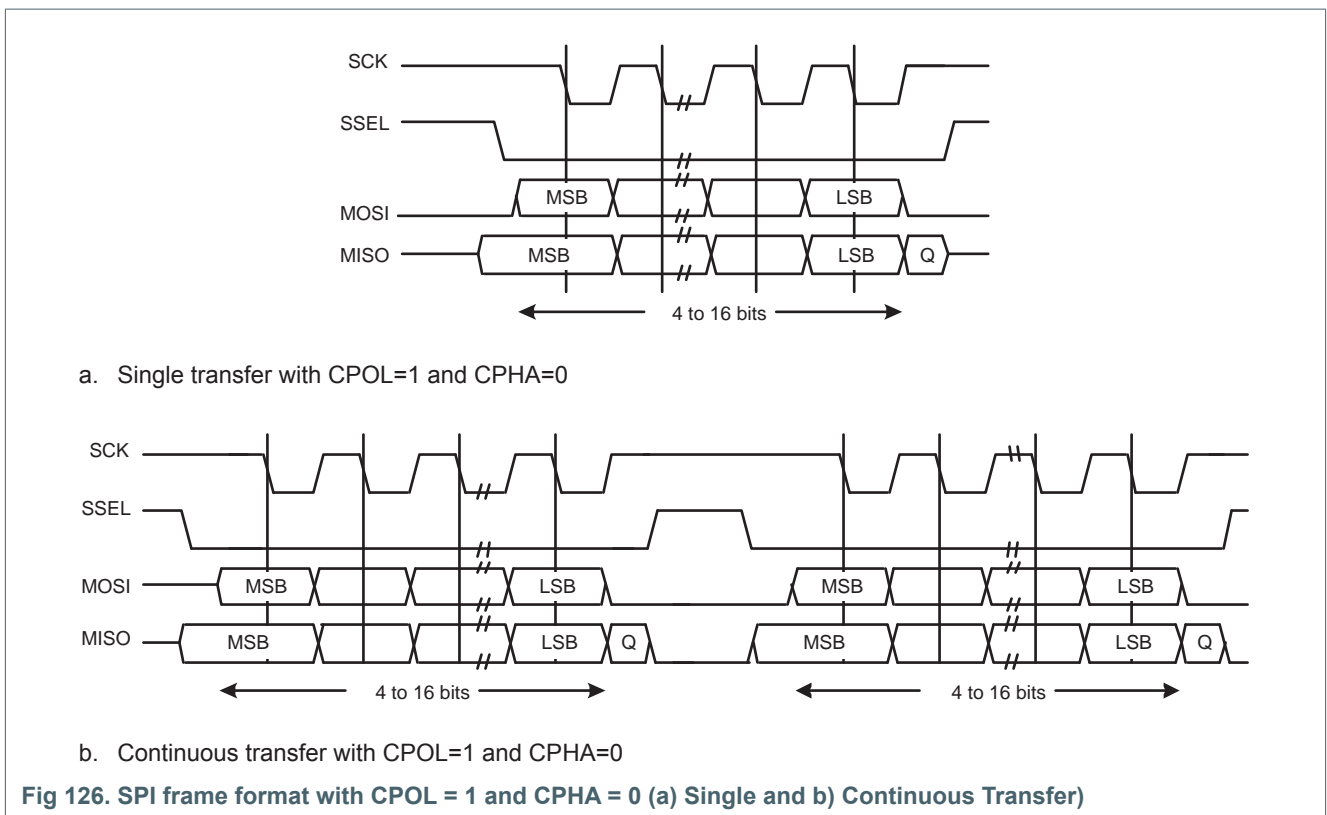 SCK
SSEL
MOSI
MISO
MSB
LSB
MSB
LSB
Q
4 to 16 bits
a. Single transfer with CPOL=1 and CPHA=0
SCK
SSEL
MOSI
MISO
MSB
LSB
MSB
LSB
MSB
LSB
Q
MSB
LSB
Q
4 to 16 bits
4 to 16 bits
b. Continuous transfer with CPOL=1 and CPHA=0
Fig 126. SPI frame format with CPOL = 1 and CPHA = 0 (a) Single and b) Continuous Transfer)